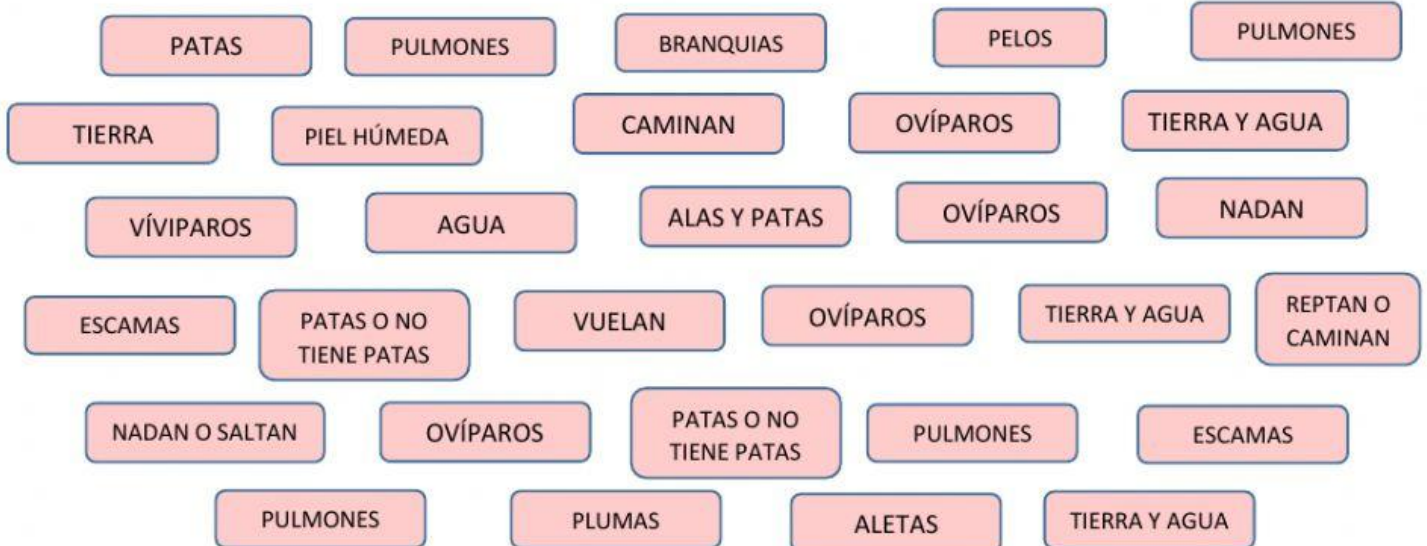 PATAS
PULMONES
BRANQUIAS
PELOS
PULMONES
TIERRA
PIEL HÚMEDA
CAMINAN
OVÍPAROS
TIERRA Y AGUA
VÍVIPAROS
AGUA
ALAS Y PATAS
OVÍPAROS
NADAN
ESCAMAS
PATAS O NO
TIENE PATAS
VUELAN
OVÍPAROS
TIERRA Y AGUA
REPTAN O
CAMINAN
NADAN O SALTAN
OVÍPAROS
PATAS O NO
TIENE PATAS
PULMONES
ESCAMAS
PULMONES
PLUMAS
ALETAS
TIERRA Y AGUA